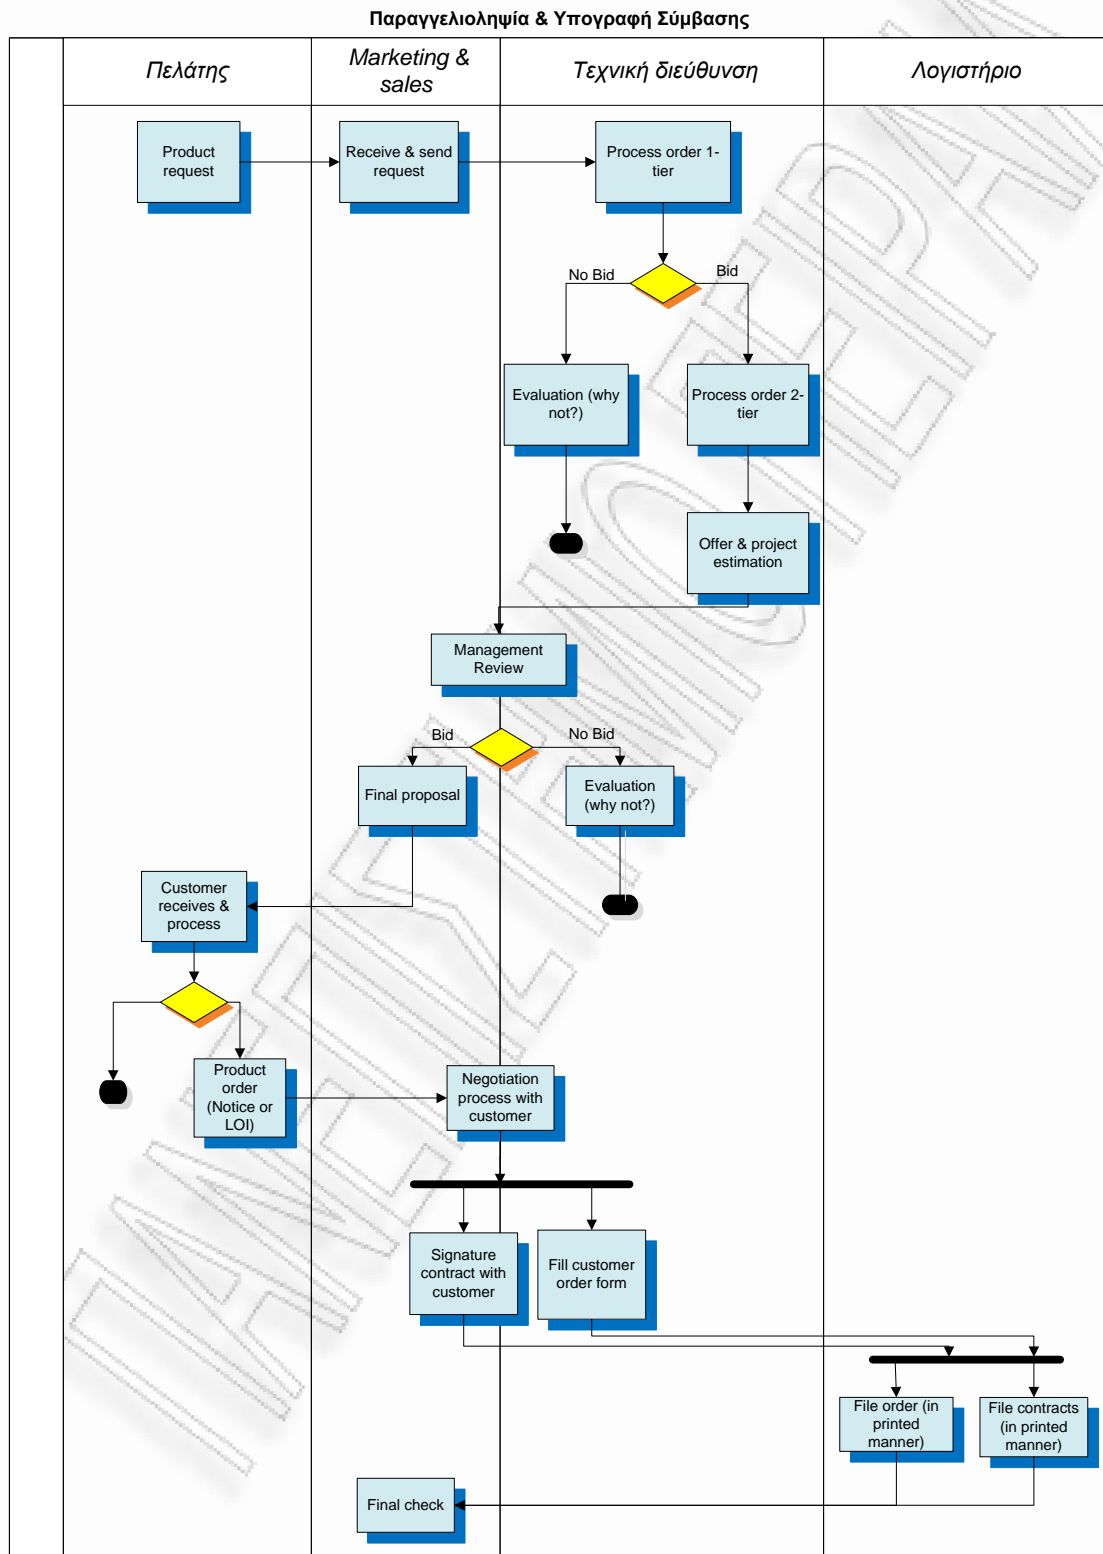 Παραγγελιοληψία & Υπογραφή Σύμβασης
Πελάτης
Marketing &
sales
Τεχνική διεύθυνση
Λογιστήριο
Product
request
Receive & send
request
Process order 1-
tier
No Bid
Bid
Evaluation (why
not?)
Process order 2-
tier
Offer & project
estimation
Management
Review
Bid
No Bid
Final proposal
Evaluation
(why not?)
Customer
receives &
process
Product
order
(Notice or
LOI)
Negotiation
process with
customer
Signature
contract with
customer
Fill customer
order form
File order (in
printed
manner)
File contracts
(in printed
manner)
Final check